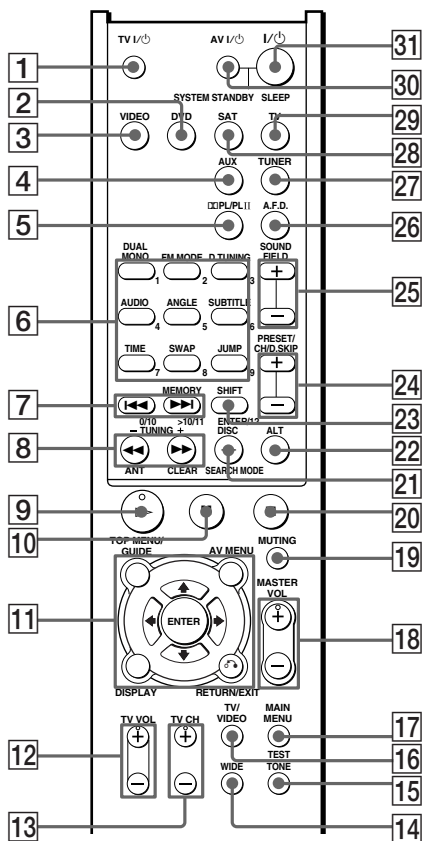 TV I/⏻ AV I/⏻ I/⏻ 31
1 30
SYSTEM STANDBY SLEEP
2 29
VIDEO DVD SAT TV
3 28
AUX TUNER
4 27
PL/PL II A.F.D.
5 26
DUAL MONO FM MODE D.TUNING SOUND FIELD
1 2 3 +
6 25
AUDIO ANGLE SUBTITLE −
4 5 6
TIME SWAP JUMP PRESET/CH/D.SKIP
7 8 9 +
24
MEMORY SHIFT −
7 23
0/10 >10/11 ENTER/12
− TUNING + DISC ALT
8 22
ANT CLEAR SEARCH MODE
21
9 10 20
TOP MENU/GUIDE AV MENU MUTING
19
MASTER VOL
11 ENTER +
18
−
DISPLAY RETURN/EXIT
TV VOL TV CH TV/VIDEO MAIN MENU
+ + 17
12 16
WIDE TEST TONE
− − 15
13 14